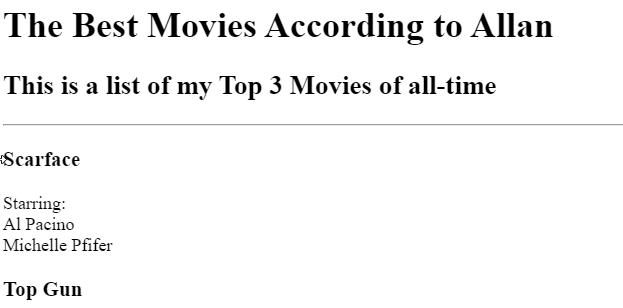 The Best Movies According to Allan
This is a list of my Top 3 Movies of all-time
Scarface
Starring:
Al Pacino
Michelle Pfifer
Top Gun